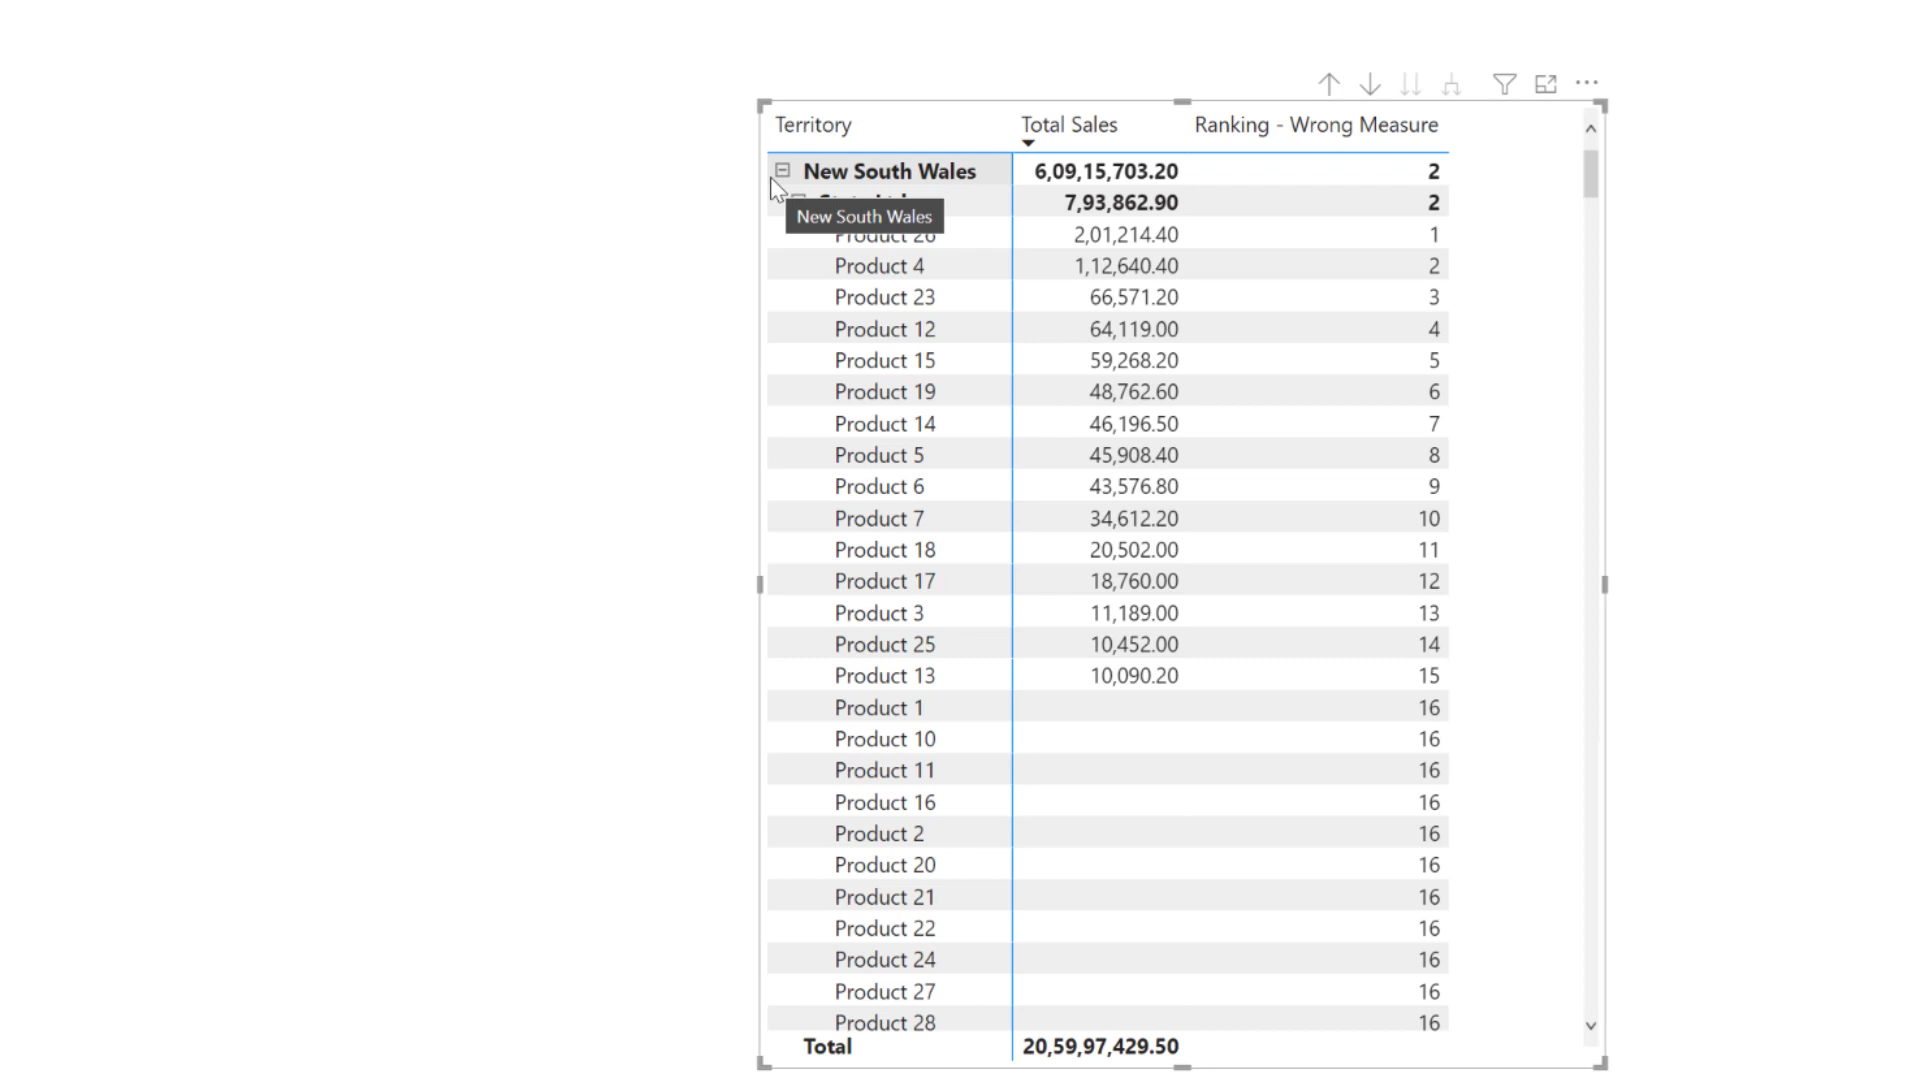 Territory Total Sales Ranking - Wrong Measure
New South Wales 6,09,15,703.20 2
7,93,862.90 2
New South Wales
Product 26 2,01,214.40 1
Product 4 1,12,640.40 2
Product 23 66,571.20 3
Product 12 64,119.00 4
Product 15 59,268.20 5
Product 19 48,762.60 6
Product 14 46,196.50 7
Product 5 45,908.40 8
Product 6 43,576.80 9
Product 7 34,612.20 10
Product 18 20,502.00 11
Product 17 18,760.00 12
Product 3 11,189.00 13
Product 25 10,452.00 14
Product 13 10,090.20 15
Product 1 16
Product 10 16
Product 11 16
Product 16 16
Product 2 16
Product 20 16
Product 21 16
Product 22 16
Product 24 16
Product 27 16
Product 28 16
Total 20,59,97,429.50